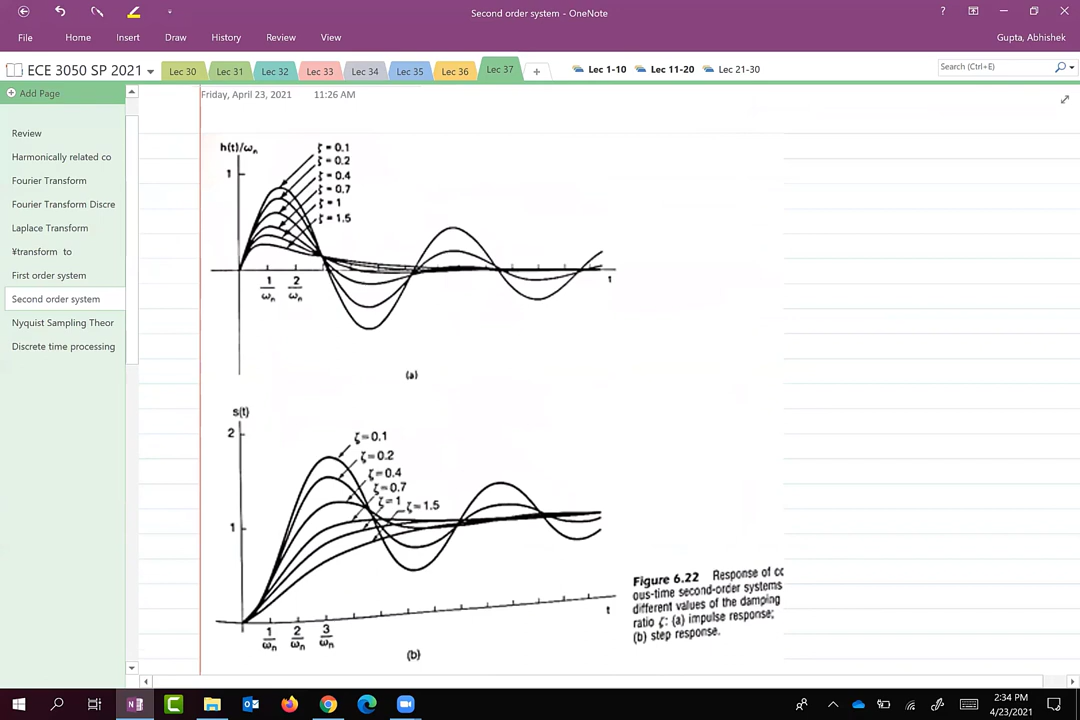 Second order system - OneNote
?
File
Home
Insert
Draw
History
Review
View
Gupta, Abhishek
ECE 3050 SP 2021
Lec 30
Lec 31
Lec 32
Lec 33
Lec 34
Lec 35
Lec 36
Lec 37
Lec 1-10
Lec 11-20
Lec 21-30
Search (Ctrl+E)
Add Page
Friday, April 23, 2021 11:26 AM
Review
Harmonically related co
Fourier Transform
Fourier Transform Discre
Laplace Transform
¥transform to
First order system
Second order system
Nyquist Sampling Theor
Discrete time processing
h(t)/ωn
1
ζ = 0.1
ζ = 0.2
ζ = 0.4
ζ = 0.7
ζ = 1
ζ = 1.5
1/ωn
2/ωn
t
(a)
s(t)
2
1
ζ = 0.1
ζ = 0.2
ζ = 0.4
ζ = 0.7
ζ = 1
ζ = 1.5
1/ωn
2/ωn
3/ωn
t
(b)
Figure 6.22 Response of co
ous-time second-order systems
different values of the damping
ratio ζ: (a) impulse response;
(b) step response.
2:34 PM
4/23/2021